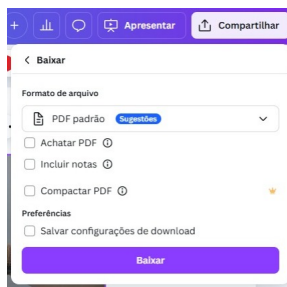 Apresentar
Compartilhar
Baixar
Formato de arquivo
PDF padrão Sugestões
Achatar PDF
Incluir notas
Compactar PDF
Preferências
Salvar configurações de download
Baixar